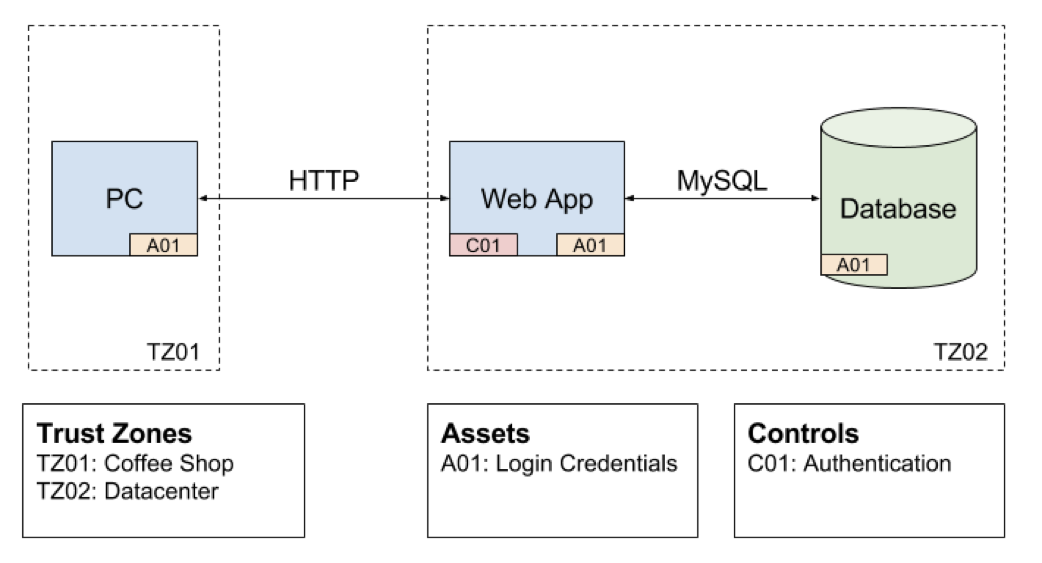 HTTP
MySQL
PC
Web App
Database
A01
C01
A01
A01
TZ01
TZ02
Trust Zones
TZ01: Coffee Shop
TZ02: Datacenter
Assets
A01: Login Credentials
Controls
C01: Authentication